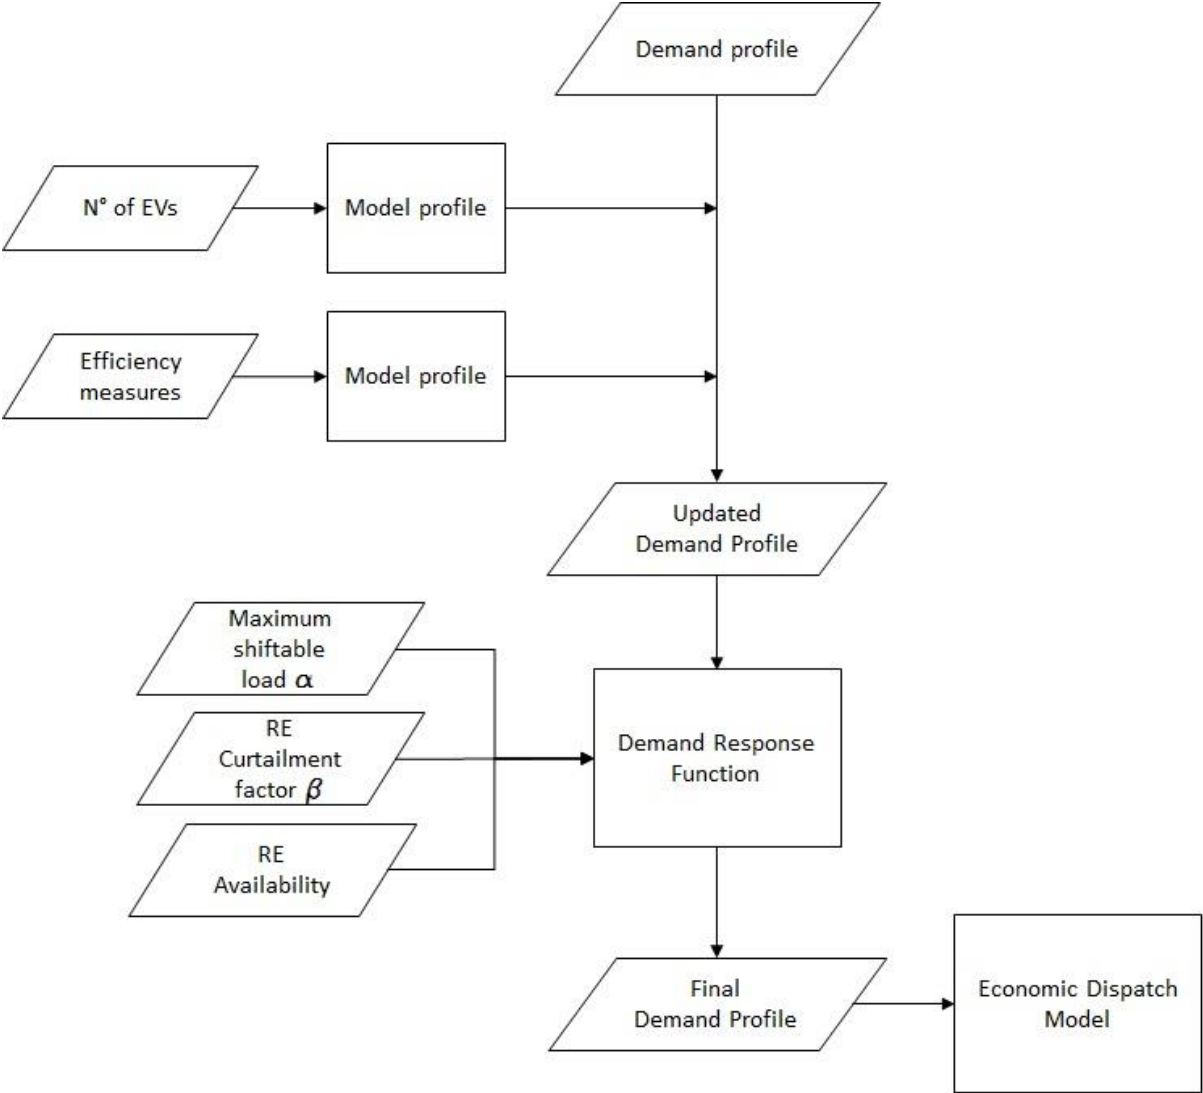 Demand profile
N° of EVs
Model profile
Efficiency
measures
Model profile
Updated
Demand Profile
Maximum
shiftable
load α
RE
Curtailment
factor β
RE
Availability
Demand Response
Function
Final
Demand Profile
Economic Dispatch
Model